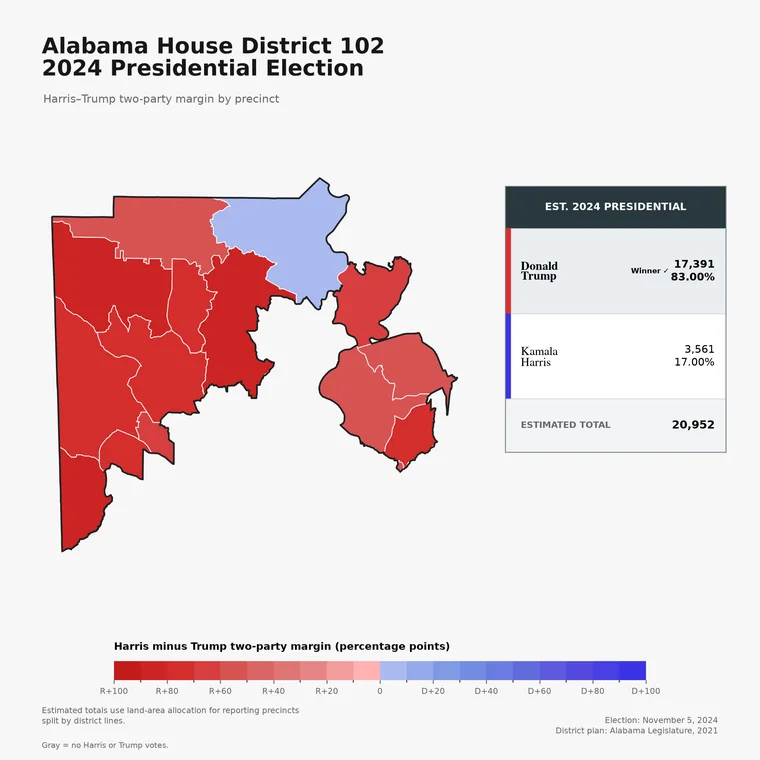 Alabama House District 102
2024 Presidential Election
Harris–Trump two-party margin by precinct
EST. 2024 PRESIDENTIAL
Donald
Trump
Winner ✓
17,391
83.00%
Kamala
Harris
3,561
17.00%
ESTIMATED TOTAL
20,952
Harris minus Trump two-party margin (percentage points)
R+100 R+80 R+60 R+40 R+20 0 D+20 D+40 D+60 D+80 D+100
Estimated totals use land-area allocation for reporting precincts
split by district lines.
Gray = no Harris or Trump votes.
Election: November 5, 2024
District plan: Alabama Legislature, 2021